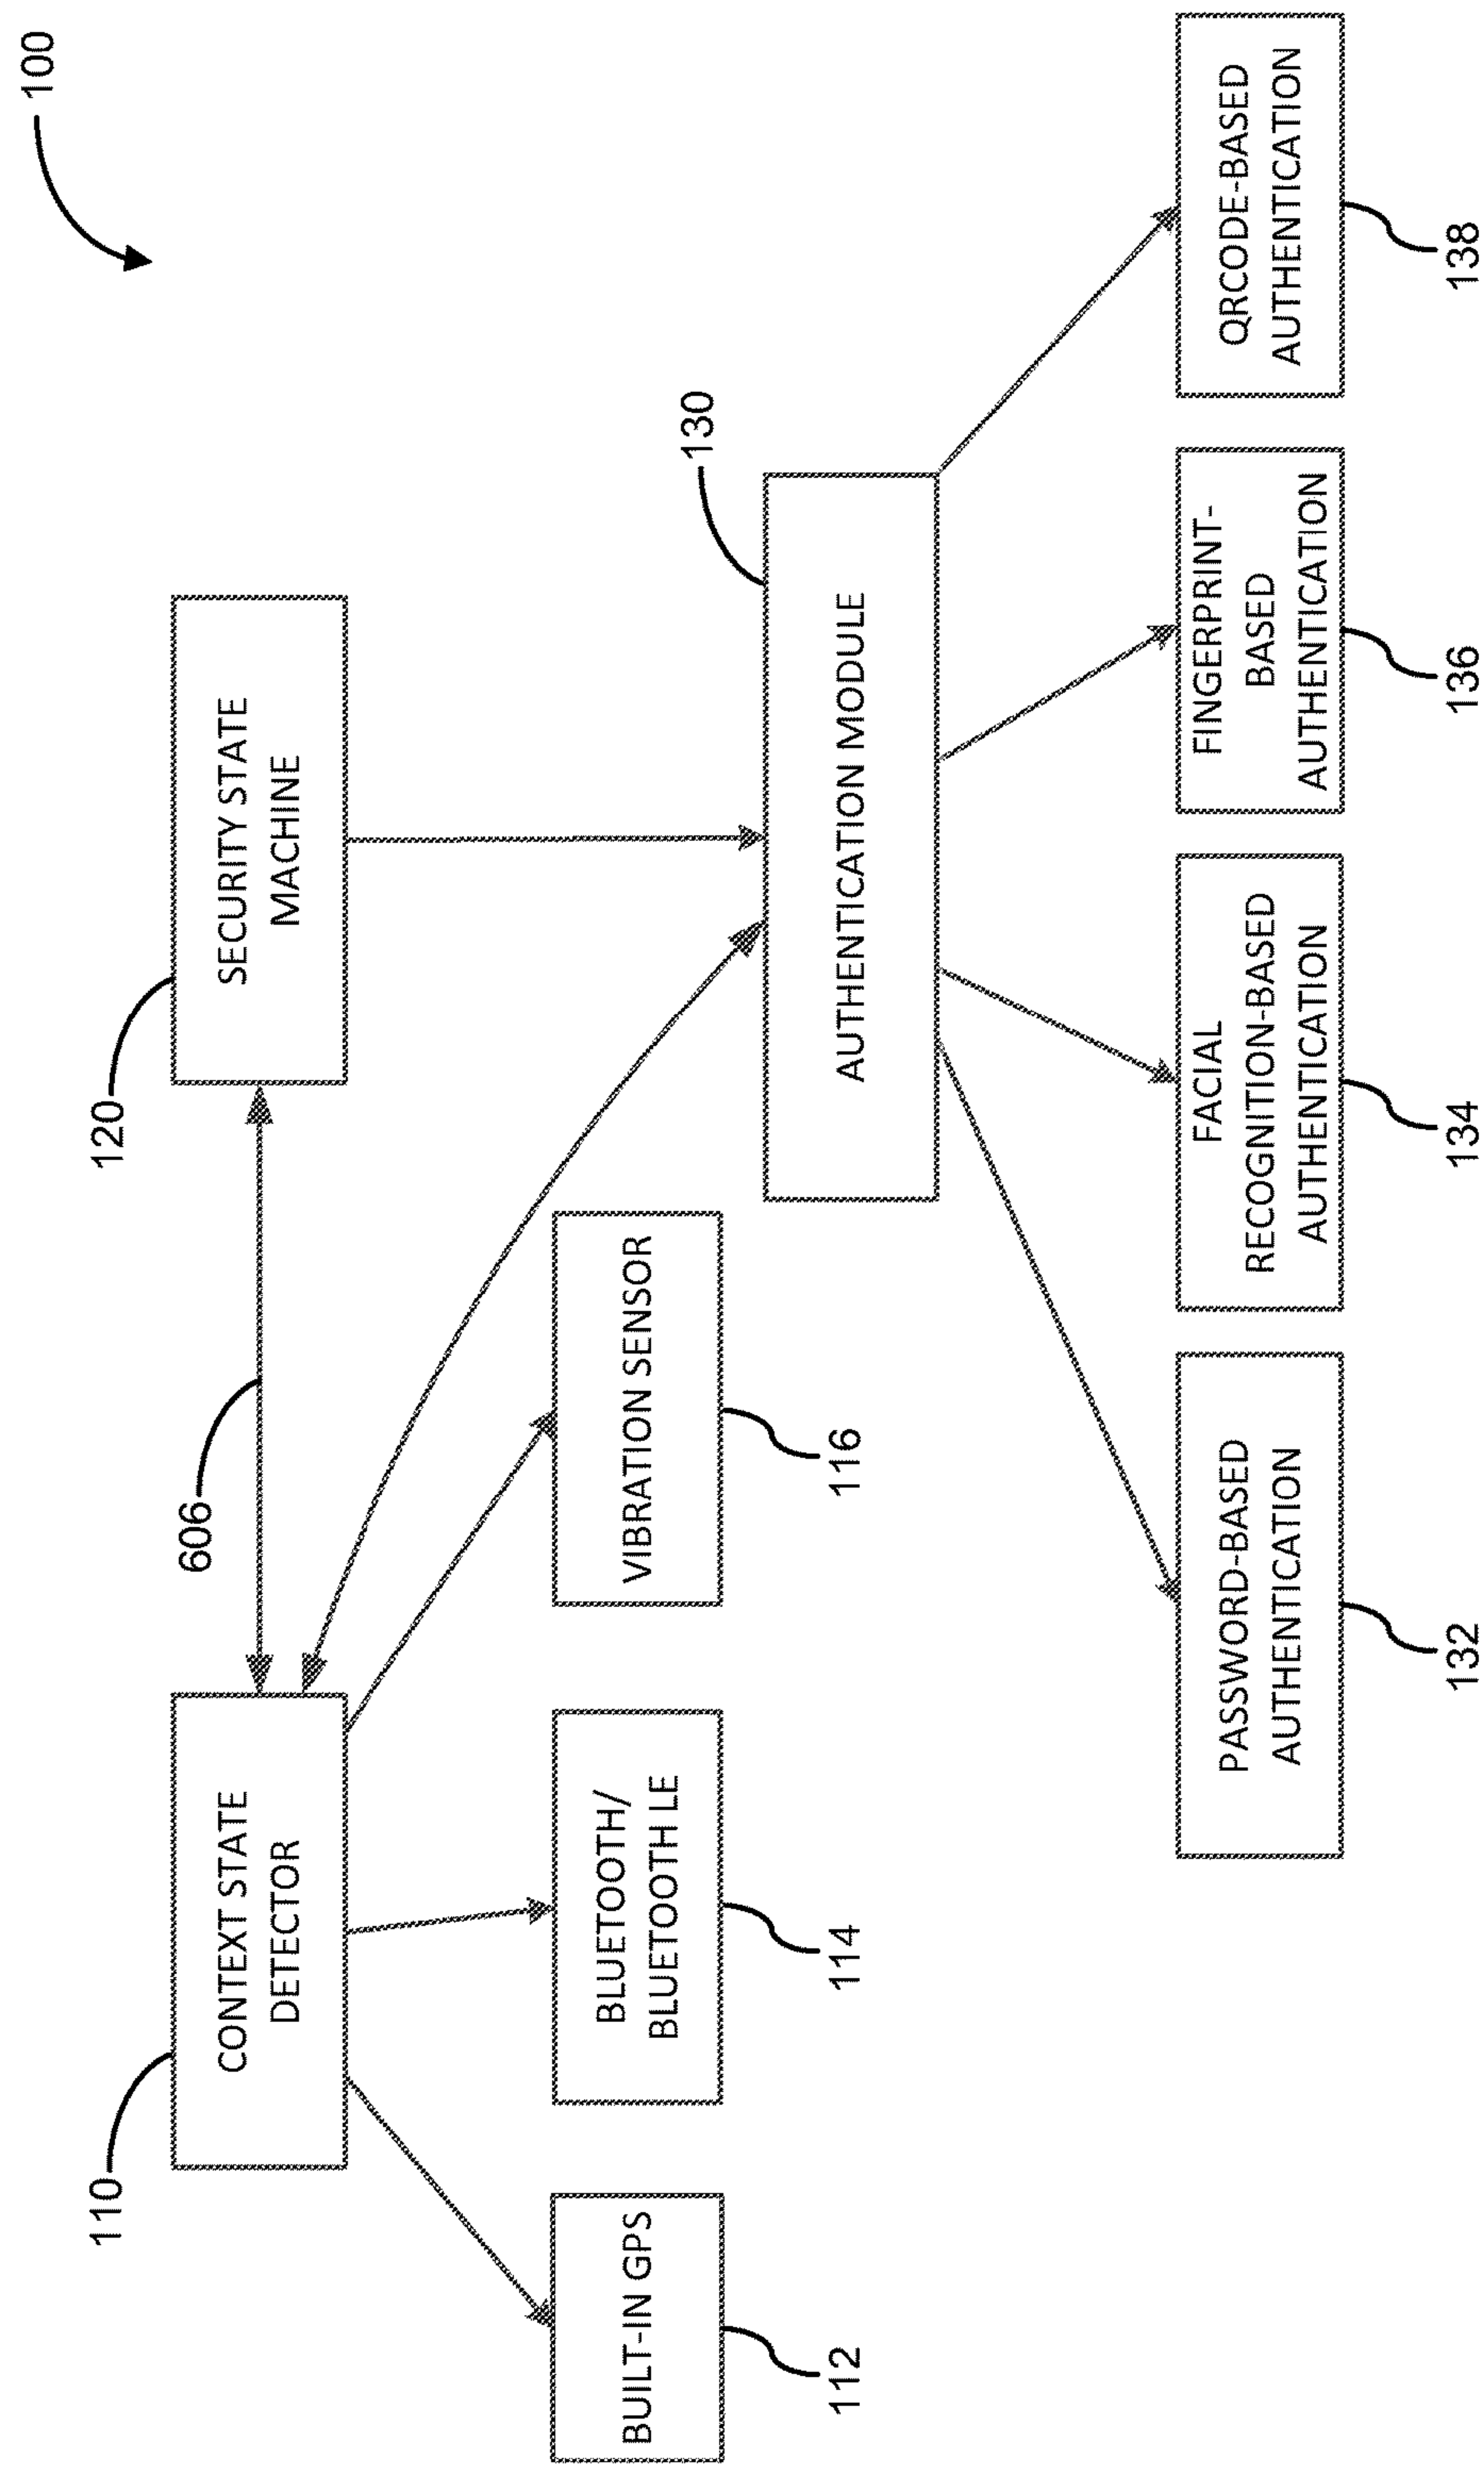 100
120
SECURITY STATE
MACHINE
606
110
CONTEXT STATE
DETECTOR
130
AUTHENTICATION MODULE
BUILT-IN GPS
112
BLUETOOTH/
BLUETOOTH LE
114
VIBRATION SENSOR
116
PASSWORD-BASED
AUTHENTICATION
132
FACIAL
RECOGNITION-BASED
AUTHENTICATION
134
FINGERPRINT-
BASED
AUTHENTICATION
136
QRCODE-BASED
AUTHENTICATION
138